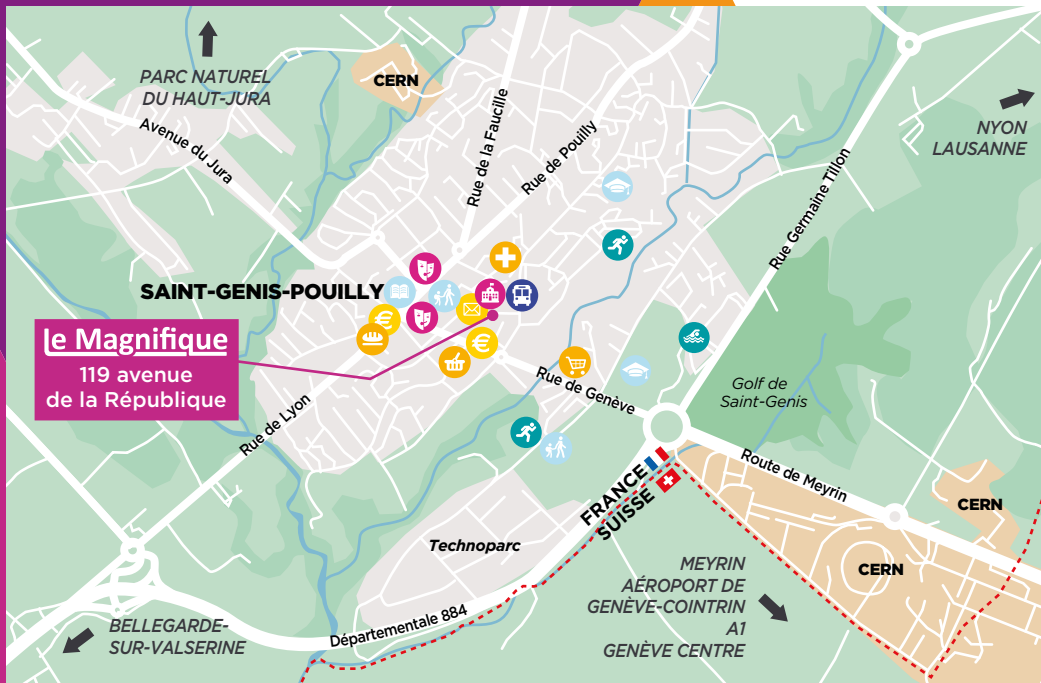 PARC NATUREL
DU HAUT-JURA
CERN
NYON
LAUSANNE
Avenue du Jura
Rue de la Faucille
Rue de Pouilly
Rue Germaine Tillon
SAINT-GENIS-POUILLY
le Magnifique
119 avenue
de la République
Rue de Lyon
Rue de Genève
Golf de
Saint-Genis
Route de Meyrin
FRANCE
SUISSE
CERN
CERN
Technoparc
Départementale 884
MEYRIN
AÉROPORT DE
GENÈVE-COINTRIN
A1
GENÈVE CENTRE
BELLEGARDE-
SUR-VALSERINE
€
€